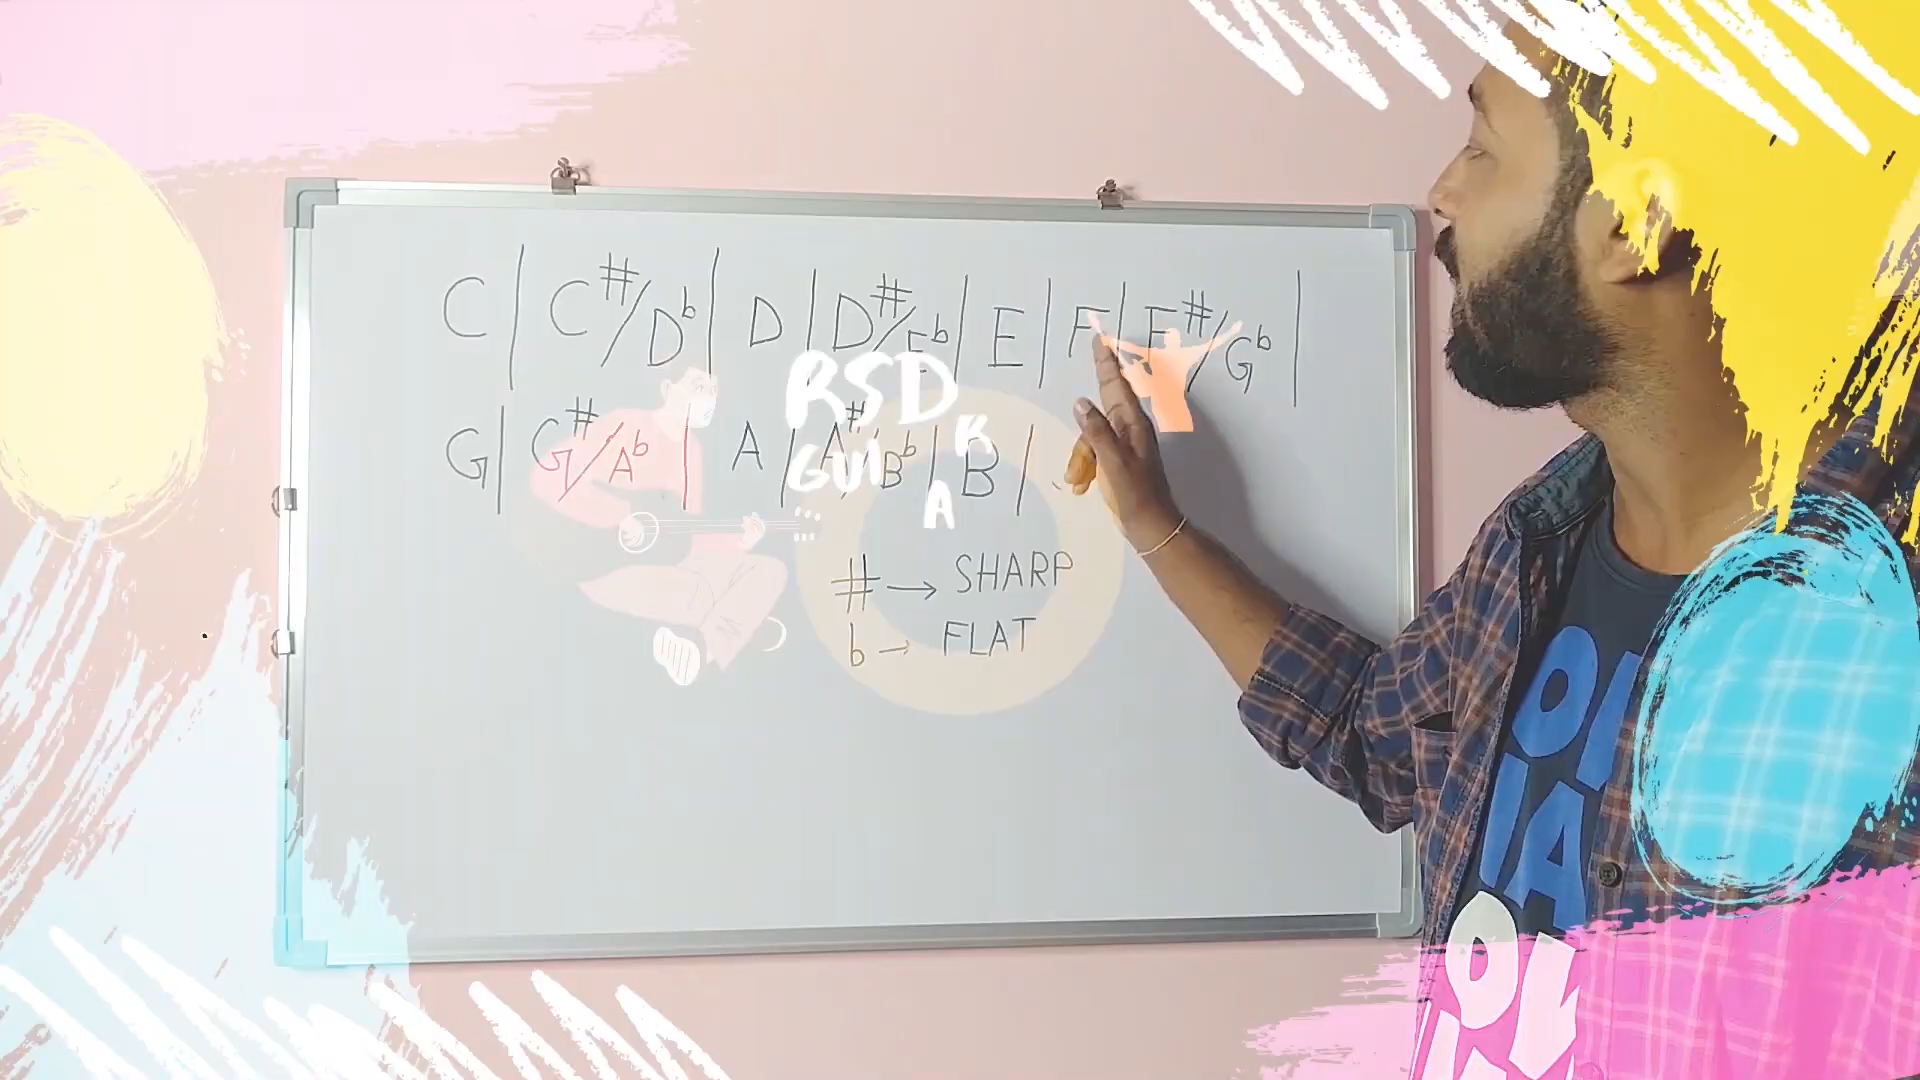 C | C#/Db | D | D#/Eb | E | F | F#/Gb |
G | G#/Ab | A | A#/Bb | B |
# → SHARP
b → FLAT
RSD
GUI
R
A